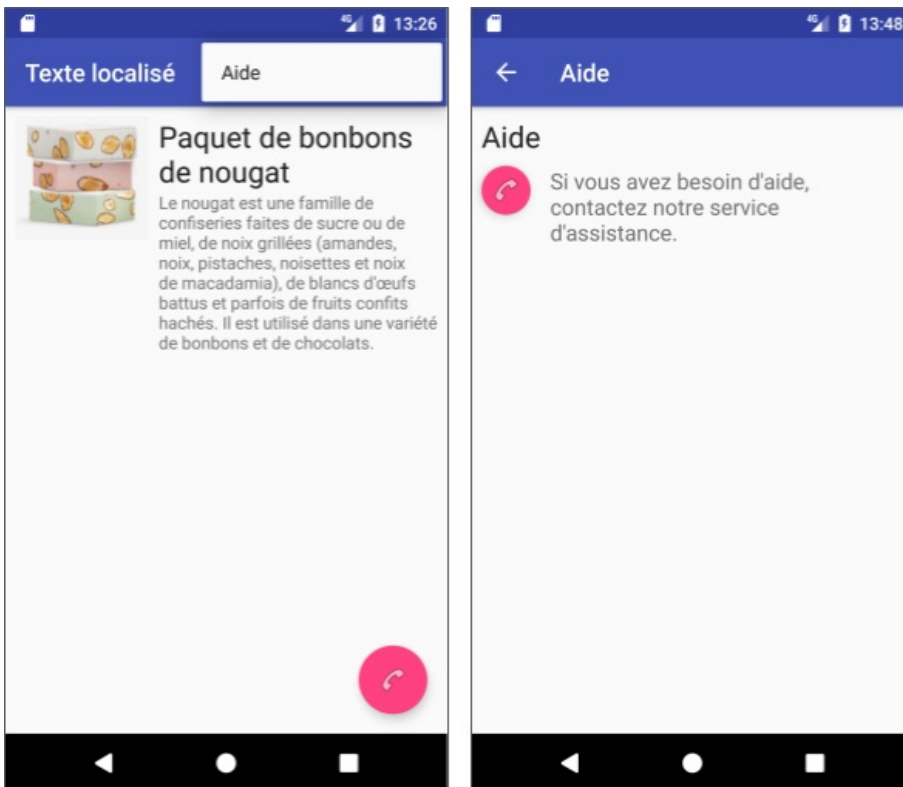 4G 13:26
Texte localisé
Aide
Paquet de bonbons
de nougat
Le nougat est une famille de
confiseries faites de sucre ou de
miel, de noix grillées (amandes,
noix, pistaches, noisettes et noix
de macadamia), de blancs d'œufs
battus et parfois de fruits confits
hachés. Il est utilisé dans une variété
de bonbons et de chocolats.
4G 13:48
Aide
Aide
Si vous avez besoin d'aide,
contactez notre service
d'assistance.